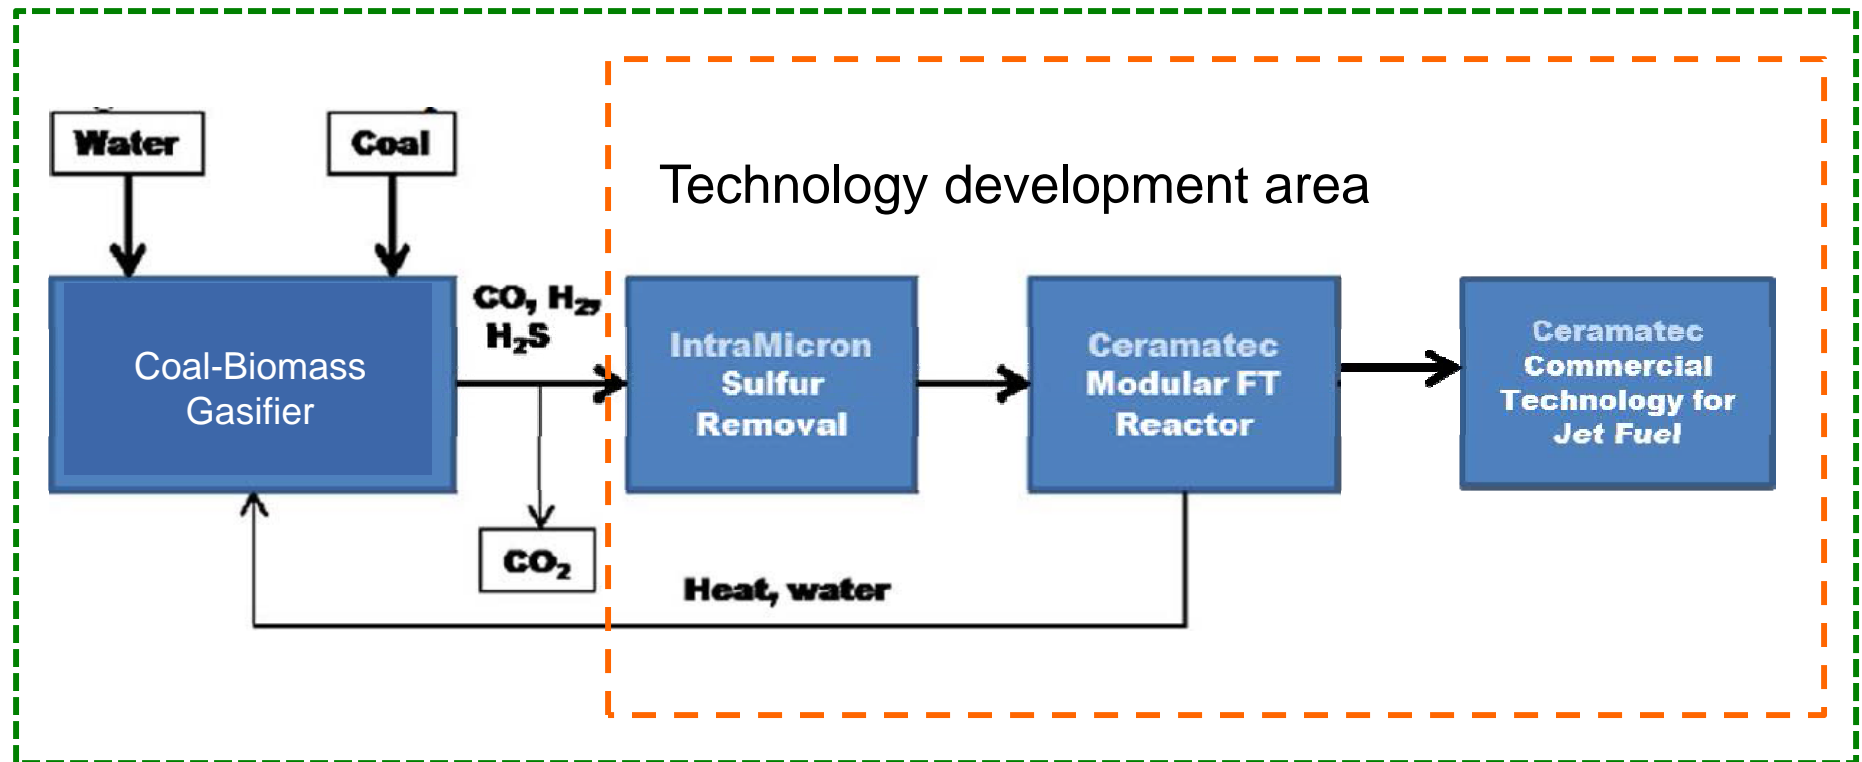 Water
Coal
Technology development area
CO, H₂,
H₂S
Coal-Biomass
Gasifier
IntraMicron
Sulfur
Removal
Ceramatec
Modular FT
Reactor
Ceramatec
Commercial
Technology for
Jet Fuel
CO₂
Heat, water